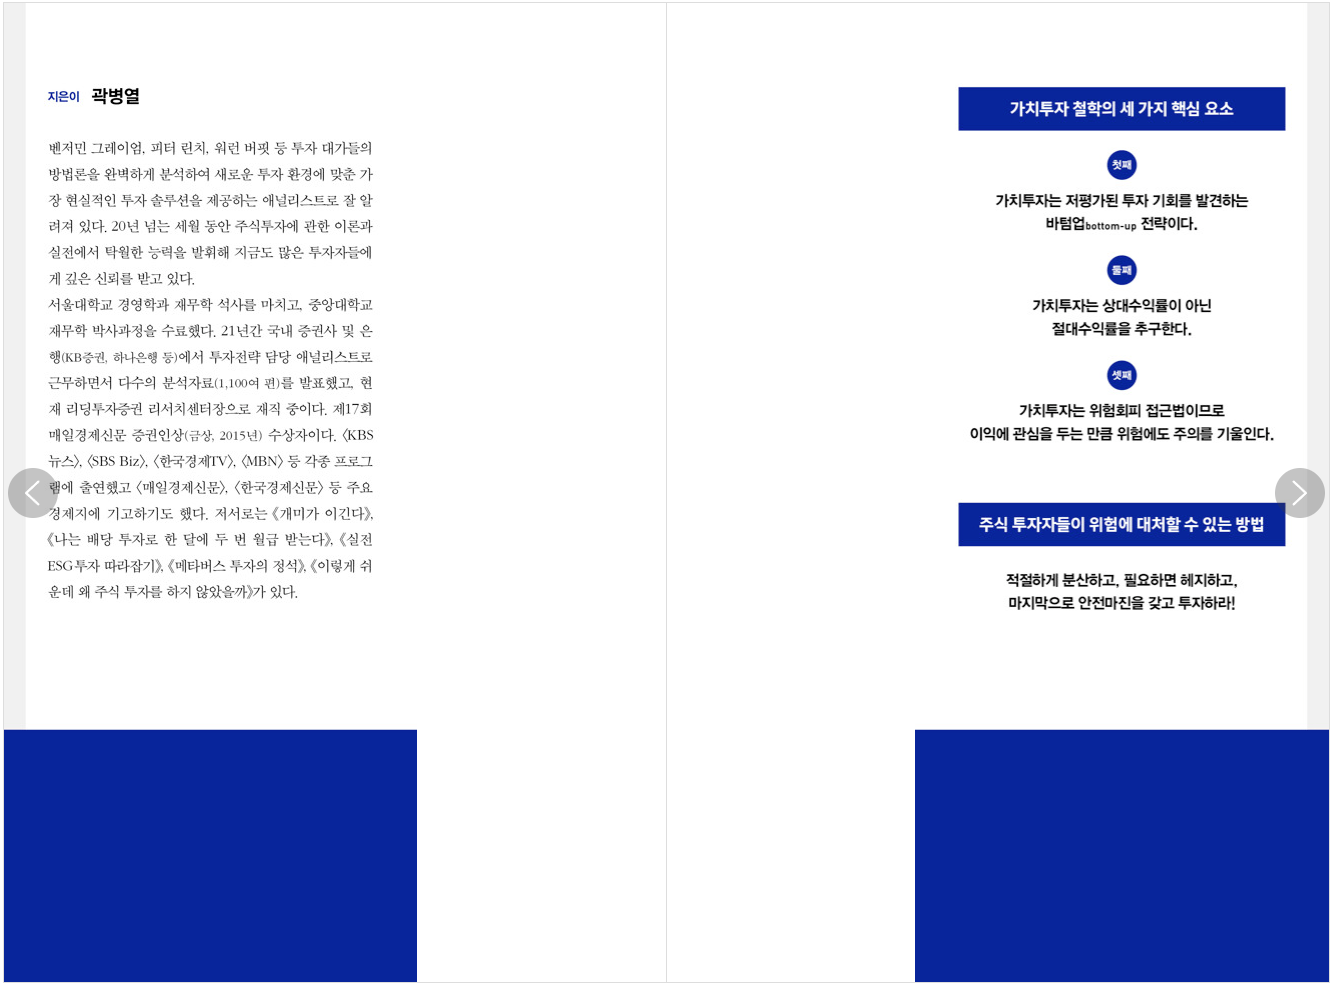 지은이 곽병열
벤저민 그레이엄, 피터 린치, 워런 버핏 등 투자 대가들의
방법론을 완벽하게 분석하여 새로운 투자 환경에 맞춘 가
장 현실적인 투자 솔루션을 제공하는 애널리스트로 잘 알
려져 있다. 20년 넘는 세월 동안 주식투자에 관한 이론과
실전에서 탁월한 능력을 발휘해 지금도 많은 투자자들에
게 깊은 신뢰를 받고 있다.
서울대학교 경영학과 재무학 석사를 마치고, 중앙대학교
재무학 박사과정을 수료했다. 21년간 국내 증권사 및 은
행(KB증권, 하나은행 등)에서 투자전략 담당 애널리스트로
근무하면서 다수의 분석자료(1,100여 편)를 발표했고, 현
재 리딩투자증권 리서치센터장으로 재직 중이다. 제17회
매일경제신문 증권인상(금상, 2015년) 수상자이다. 〈KBS
뉴스〉, 〈SBS Biz〉, 〈한국경제TV〉, 〈MBN〉 등 각종 프로그
램에 출연했고 〈매일경제신문〉, 〈한국경제신문〉 등 주요
경제지에 기고하기도 했다. 저서로는 《개미가 이긴다》,
《나는 배당 투자로 한 달에 두 번 월급 받는다》, 《실전
ESG투자 따라잡기》, 《메타버스 투자의 정석》, 《이렇게 쉬
운데 왜 주식 투자를 하지 않았을까》가 있다.
가치투자 철학의 세 가지 핵심 요소
첫째
가치투자는 저평가된 투자 기회를 발견하는
바텀업bottom-up 전략이다.
둘째
가치투자는 상대수익률이 아닌
절대수익률을 추구한다.
셋째
가치투자는 위험회피 접근법이므로
이익에 관심을 두는 만큼 위험에도 주의를 기울인다.
주식 투자자들이 위험에 대처할 수 있는 방법
적절하게 분산하고, 필요하면 헤지하고,
마지막으로 안전마진을 갖고 투자하라!